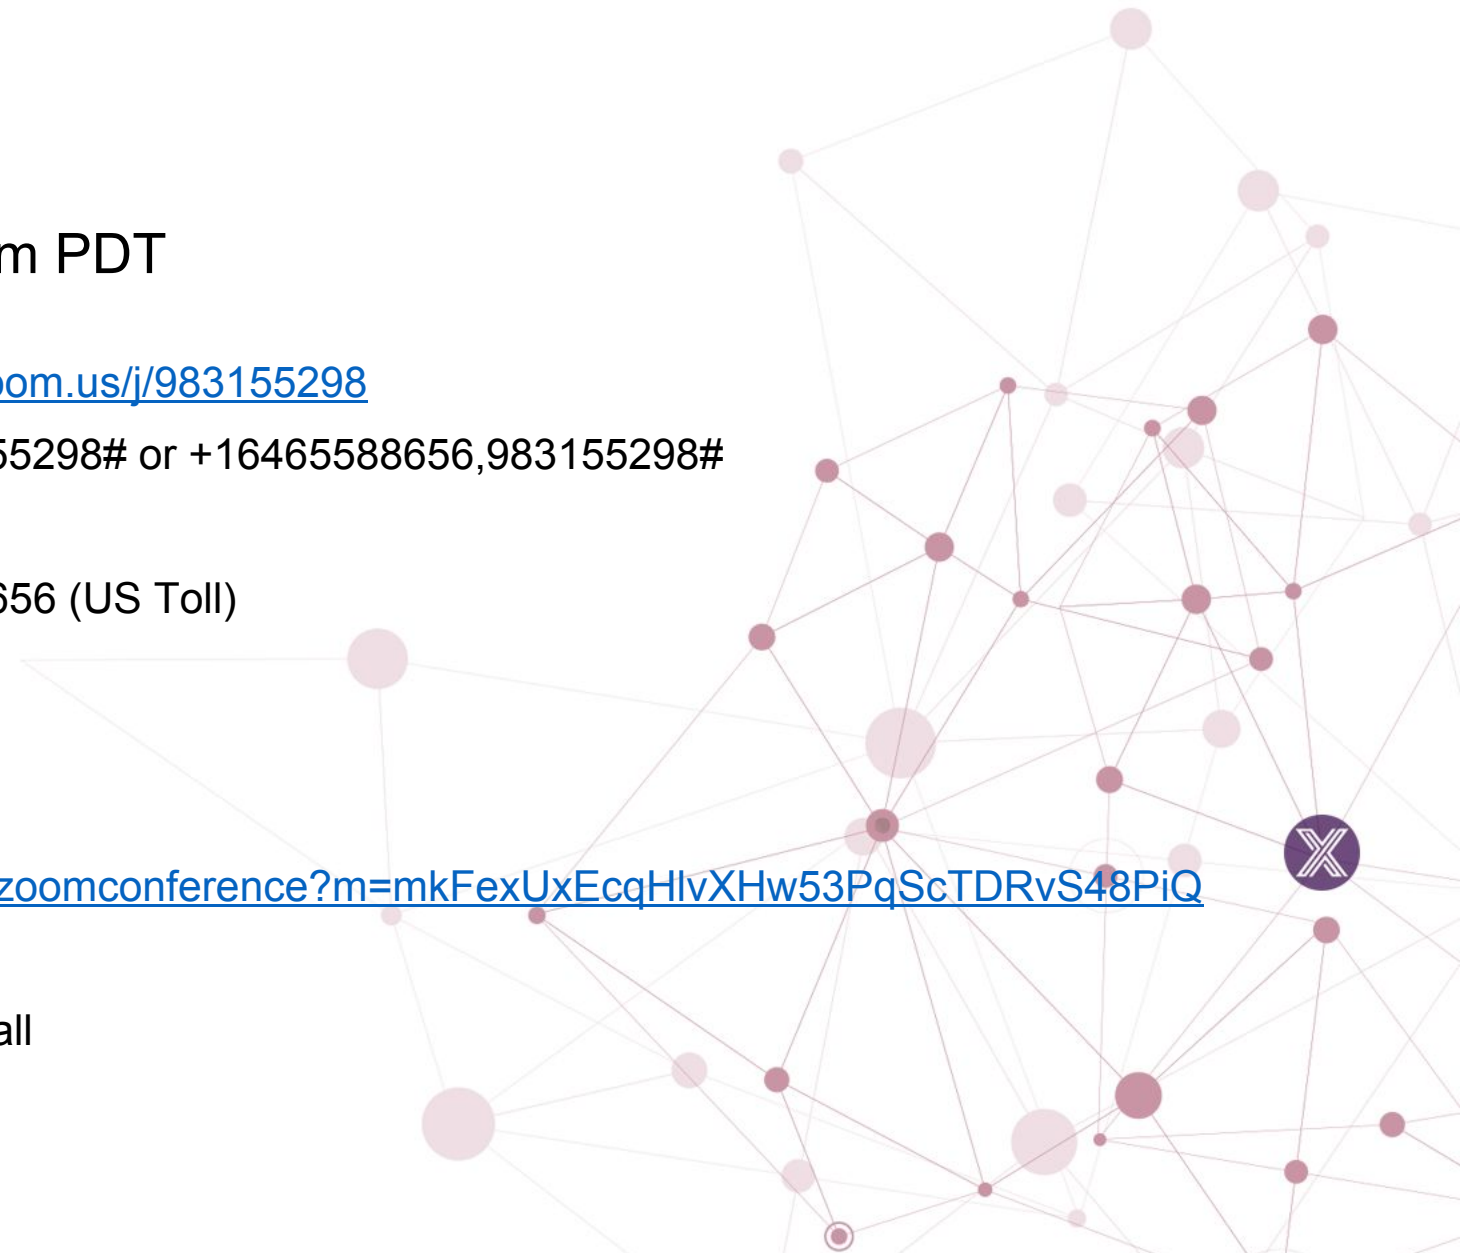 m PDT
oom.us/j/983155298
55298# or +16465588656,983155298#
656 (US Toll)
zoomconference?m=mkFexUxEcqHlvXHw53PqScTDRvS48PiQ
all